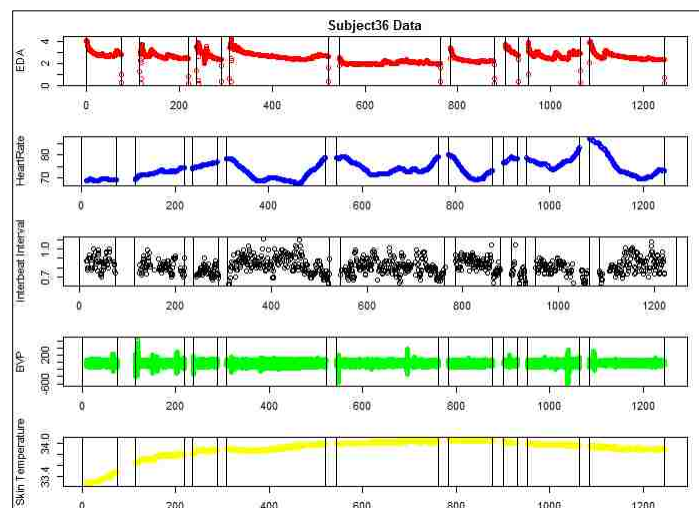 Subject36 Data
EDA
4
2
0
0 200 400 600 800 1000 1200
HeartRate
80
70
0 200 400 600 800 1000 1200
Interbeat Interval
1.0
0.7
0 200 400 600 800 1000 1200
BVP
200
-600
0 200 400 600 800 1000 1200
Skin Temperature
34.0
33.4
0 200 400 600 800 1000 1200